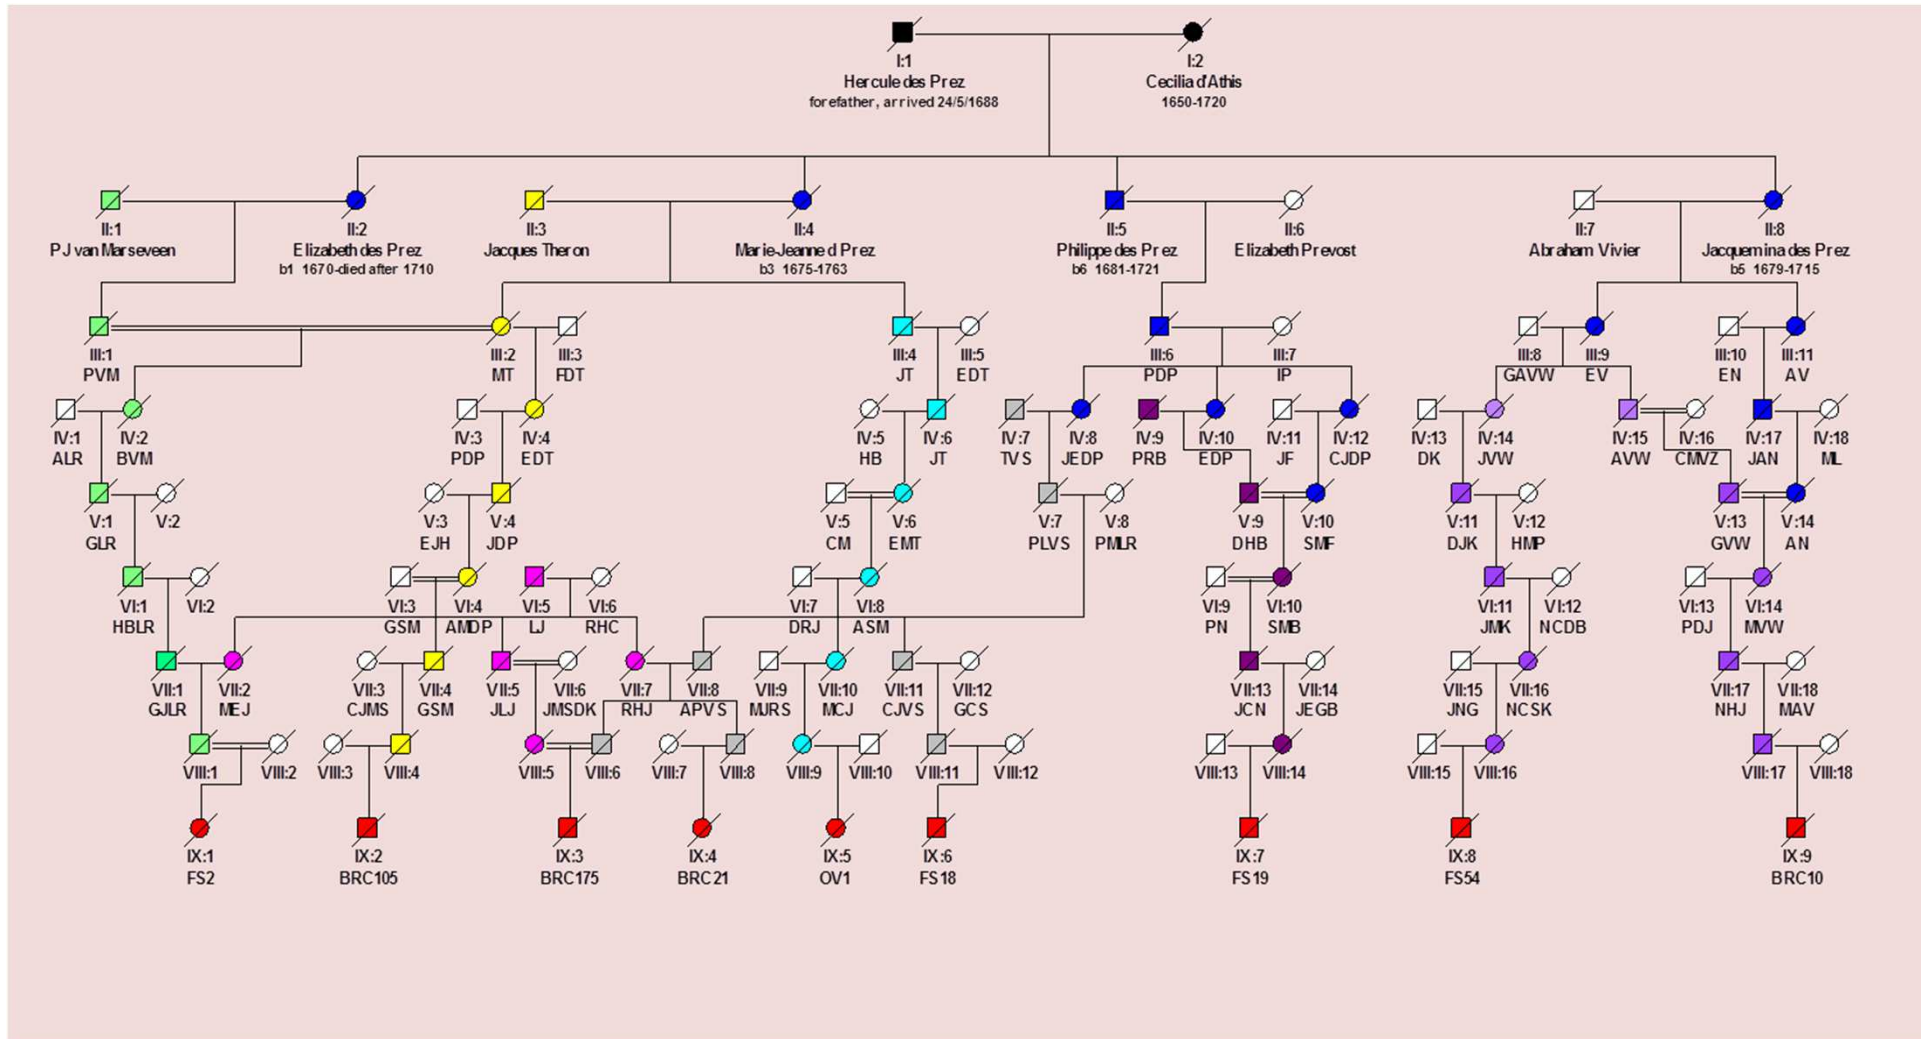 I:1 I:2
Hercule des Prez Cecilia d'Athis
forefather, arrived 24/5/1688 1650-1720
II:1 II:2 II:3 II:4 II:5 II:6 II:7 II:8
PJ van Marseveen Elizabeth des Prez Jacques Theron Marie-Jeanne d Prez Philippe des Prez Elizabeth Prevost Abraham Vivier Jacquemina des Prez
b1 1670-died after 1710 b3 1675-1763 b6 1681-1721 b5 1679-1715
III:1 III:2 III:3 III:4 III:5 III:6 III:7 III:8 III:9 III:10 III:11
PVM MT FDT JT EDT PDP IP GAVW EV EN AV
IV:1 IV:2 IV:3 IV:4 IV:5 IV:6 IV:7 IV:8 IV:9 IV:10 IV:11 IV:12 IV:13 IV:14 IV:15 IV:16 IV:17 IV:18
ALR BVM PDP EDT HB JT TVS JEDP PRB EDP JF CJDP DK JVW AVW CMVZ JAN ML
V:1 V:2 V:3 V:4 V:5 V:6 V:7 V:8 V:9 V:10 V:11 V:12 V:13 V:14
GLR EJH JDP CM EMT PLVS PMLR DHB SMF DJK HMP GVW AN
VI:1 VI:2 VI:3 VI:4 VI:5 VI:6 VI:7 VI:8 VI:9 VI:10 VI:11 VI:12 VI:13 VI:14
HBLR GSM AMDP LJ RHC DRJ ASM PN SMB JMK NCDB PDJ MVW
VII:1 VII:2 VII:3 VII:4 VII:5 VII:6 VII:7 VII:8 VII:9 VII:10 VII:11 VII:12 VII:13 VII:14 VII:15 VII:16 VII:17 VII:18
GJLR MEJ CJMS GSM JLJ JMSDK RHJ APVS MJRS MCJ CJVS GCS JCN JEGB JNG NCSK NHJ MAV
VIII:1 VIII:2 VIII:3 VIII:4 VIII:5 VIII:6 VIII:7 VIII:8 VIII:9 VIII:10 VIII:11 VIII:12 VIII:13 VIII:14 VIII:15 VIII:16 VIII:17 VIII:18
IX:1 IX:2 IX:3 IX:4 IX:5 IX:6 IX:7 IX:8 IX:9
FS2 BRC105 BRC175 BRC21 OV1 FS18 FS19 FS54 BRC10